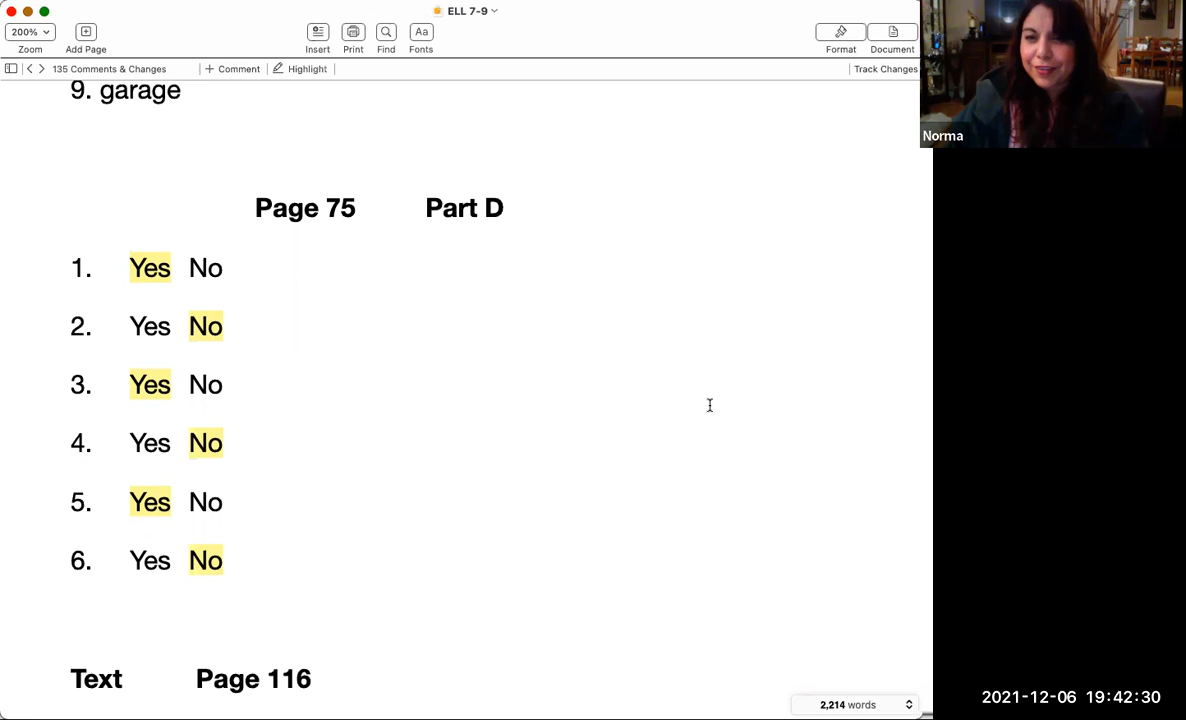 ELL 7-9
200%
Zoom Add Page Insert Print Find Fonts Format Document
135 Comments & Changes + Comment Highlight Track Changes
Aa
9. garage
Page 75 Part D
1. Yes No
2. Yes No
3. Yes No
4. Yes No
5. Yes No
6. Yes No
Text Page 116
2,214 words
Norma
2021-12-06 19:42:30